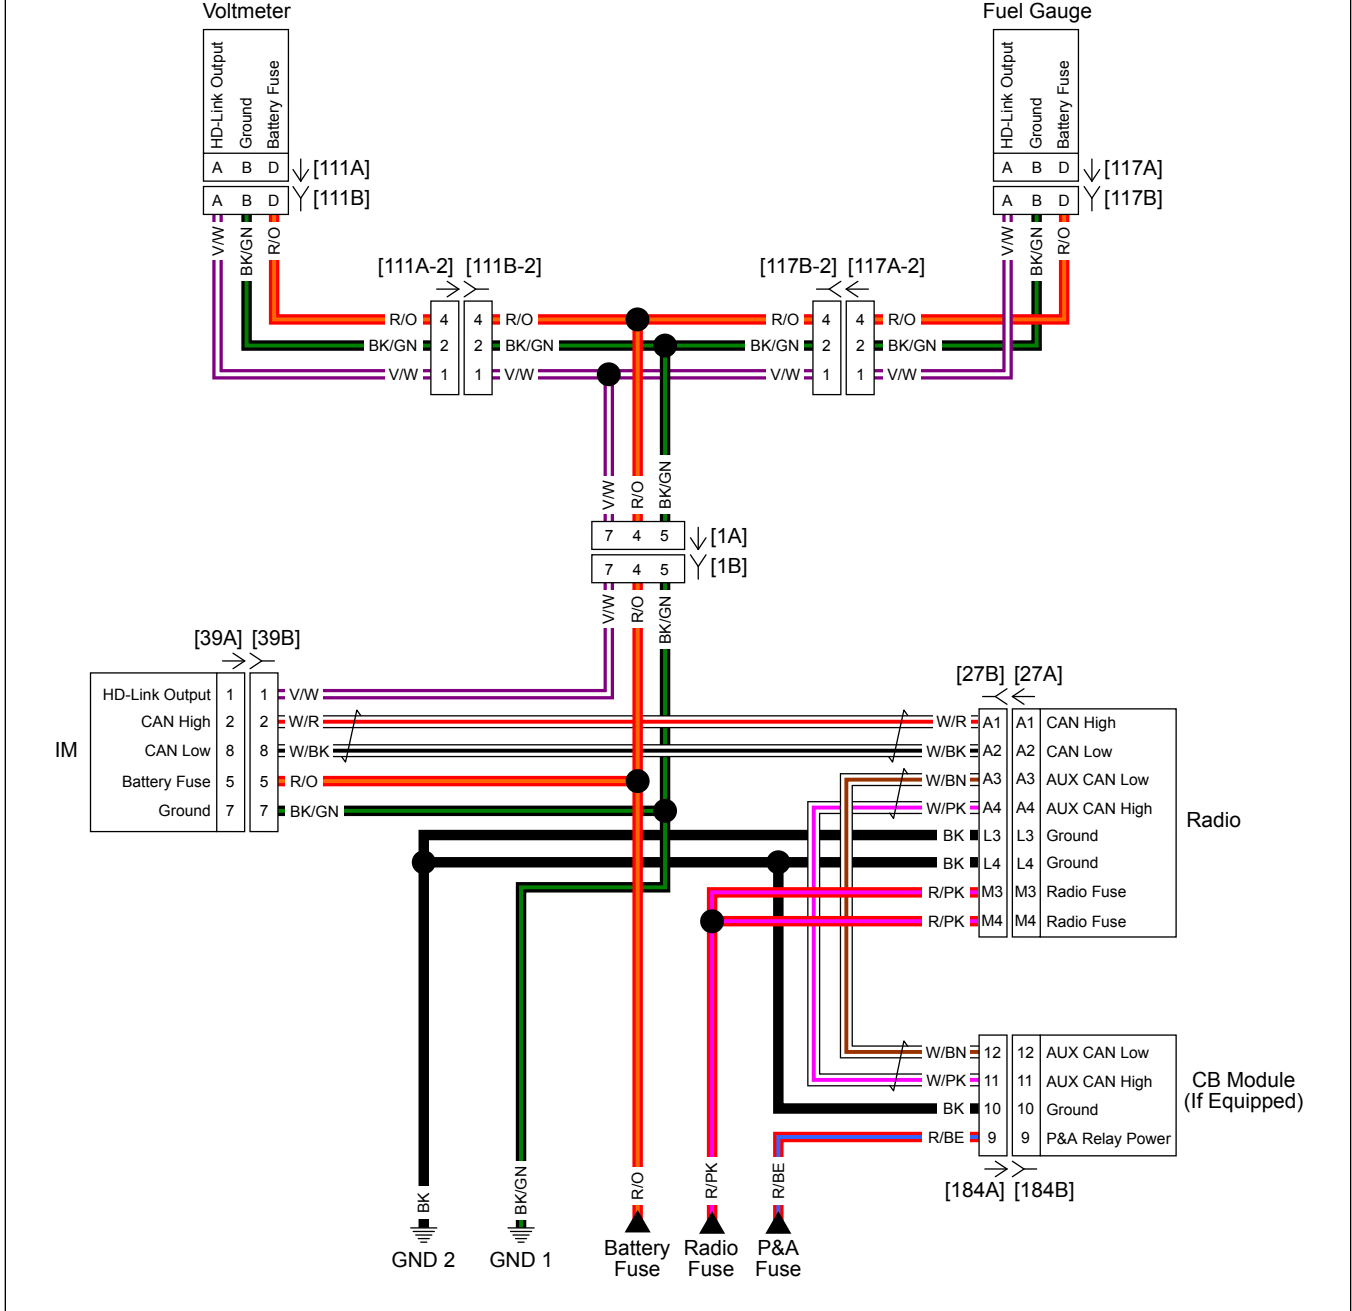 Voltmeter
Fuel Gauge
HD-Link Output
Ground
Battery Fuse
HD-Link Output
Ground
Battery Fuse
A B D [111A]
A B D [117A]
A B D [111B]
A B D [117B]
V/W BK/GN R/O
V/W BK/GN R/O
[111A-2] [111B-2]
[117B-2] [117A-2]
R/O 4 4 R/O
R/O 4 4 R/O
BK/GN 2 2 BK/GN
BK/GN 2 2 BK/GN
V/W 1 1 V/W
V/W 1 1 V/W
V/W R/O BK/GN
7 4 5 [1A]
7 4 5 [1B]
V/W R/O BK/GN
[39A] [39B]
IM
HD-Link Output 1 1 V/W
CAN High 2 2 W/R
CAN Low 8 8 W/BK
Battery Fuse 5 5 R/O
Ground 7 7 BK/GN
[27B] [27A]
W/R A1 A1 CAN High
W/BK A2 A2 CAN Low
W/BN A3 A3 AUX CAN Low
W/PK A4 A4 AUX CAN High
BK L3 L3 Ground
BK L4 L4 Ground
R/PK M3 M3 Radio Fuse
R/PK M4 M4 Radio Fuse
Radio
W/BN 12 12 AUX CAN Low
W/PK 11 11 AUX CAN High
BK 10 10 Ground
R/BE 9 9 P&A Relay Power
CB Module
(If Equipped)
[184A] [184B]
BK BK/GN R/O R/PK R/BE
GND 2
GND 1
Battery
Fuse
Radio
Fuse
P&A
Fuse